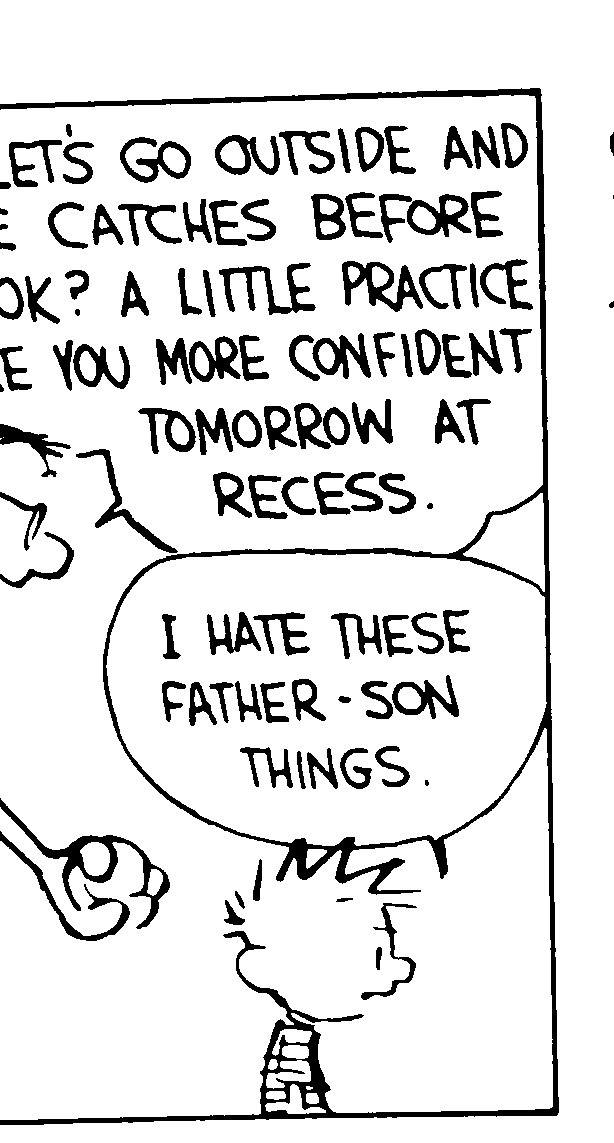 LET'S GO OUTSIDE AND
CATCHES BEFORE
OK? A LITTLE PRACTICE
YOU MORE CONFIDENT
TOMORROW AT
RECESS.
I HATE THESE
FATHER-SON
THINGS.